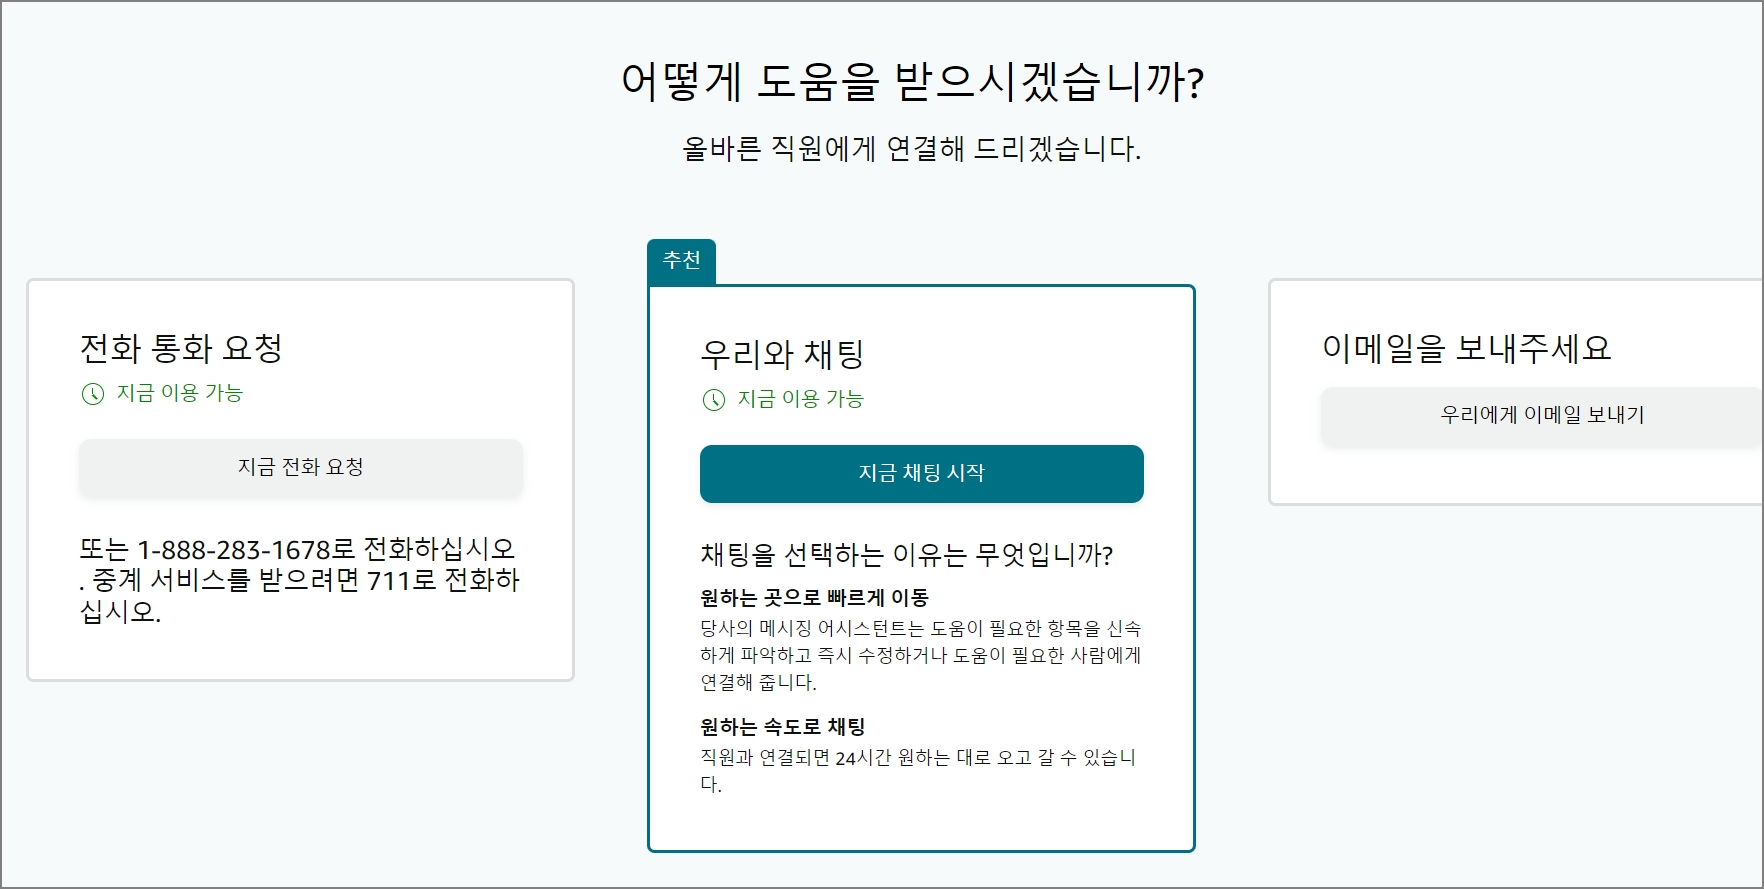 어떻게 도움을 받으시겠습니까?
올바른 직원에게 연결해 드리겠습니다.
전화 통화 요청
지금 이용 가능
지금 전화 요청
또는 1-888-283-1678로 전화하십시오
. 중계 서비스를 받으려면 711로 전화하
십시오.
추천
우리와 채팅
지금 이용 가능
지금 채팅 시작
채팅을 선택하는 이유는 무엇입니까?
원하는 곳으로 빠르게 이동
당사의 메시징 어시스턴트는 도움이 필요한 항목을 신속
하게 파악하고 즉시 수정하거나 도움이 필요한 사람에게
연결해 줍니다.
원하는 속도로 채팅
직원과 연결되면 24시간 원하는 대로 오고 갈 수 있습니
다.
이메일을 보내주세요
우리에게 이메일 보내기